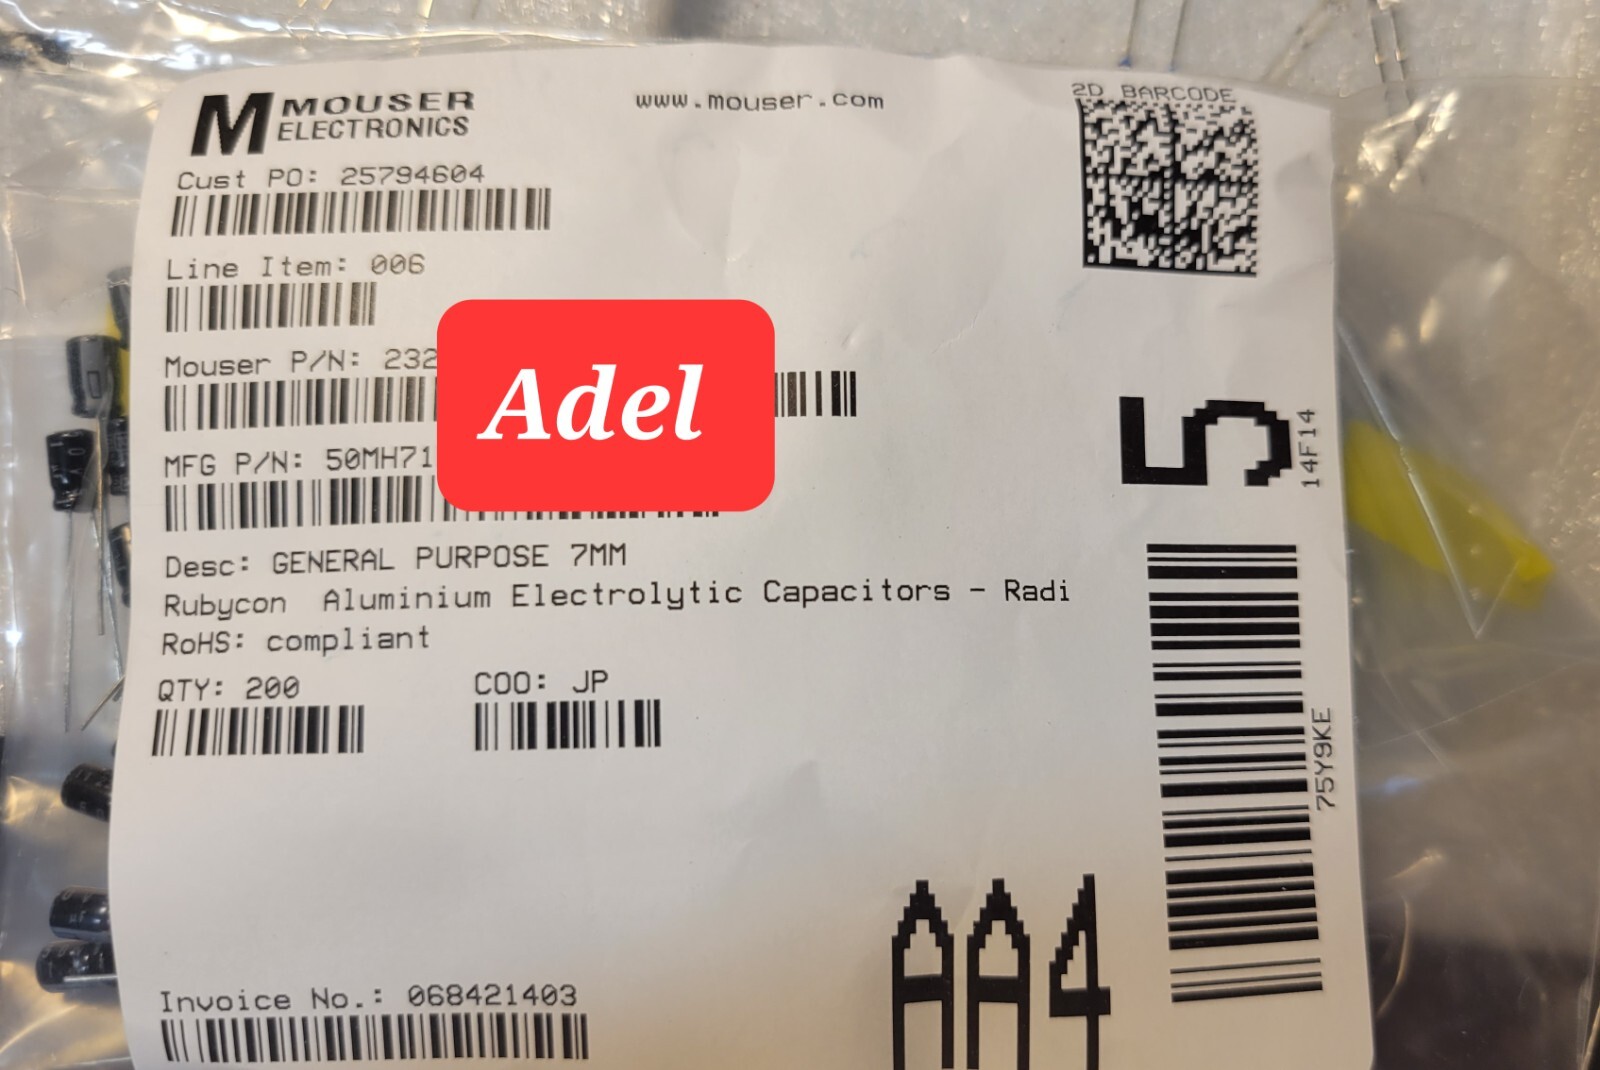 MOUSER
ELECTRONICS
www.mouser.com
2D BARCODE
Cust PO: 25794604
Line Item: 006
Mouser P/N: 232
Adel
MFG P/N: 50MH71
5
14F14
Desc: GENERAL PURPOSE 7MM
Rubycon Aluminium Electrolytic Capacitors - Radi
RoHS: compliant
QTY: 200
COO: JP
75Y9KE
AA4
Invoice No.: 068421403